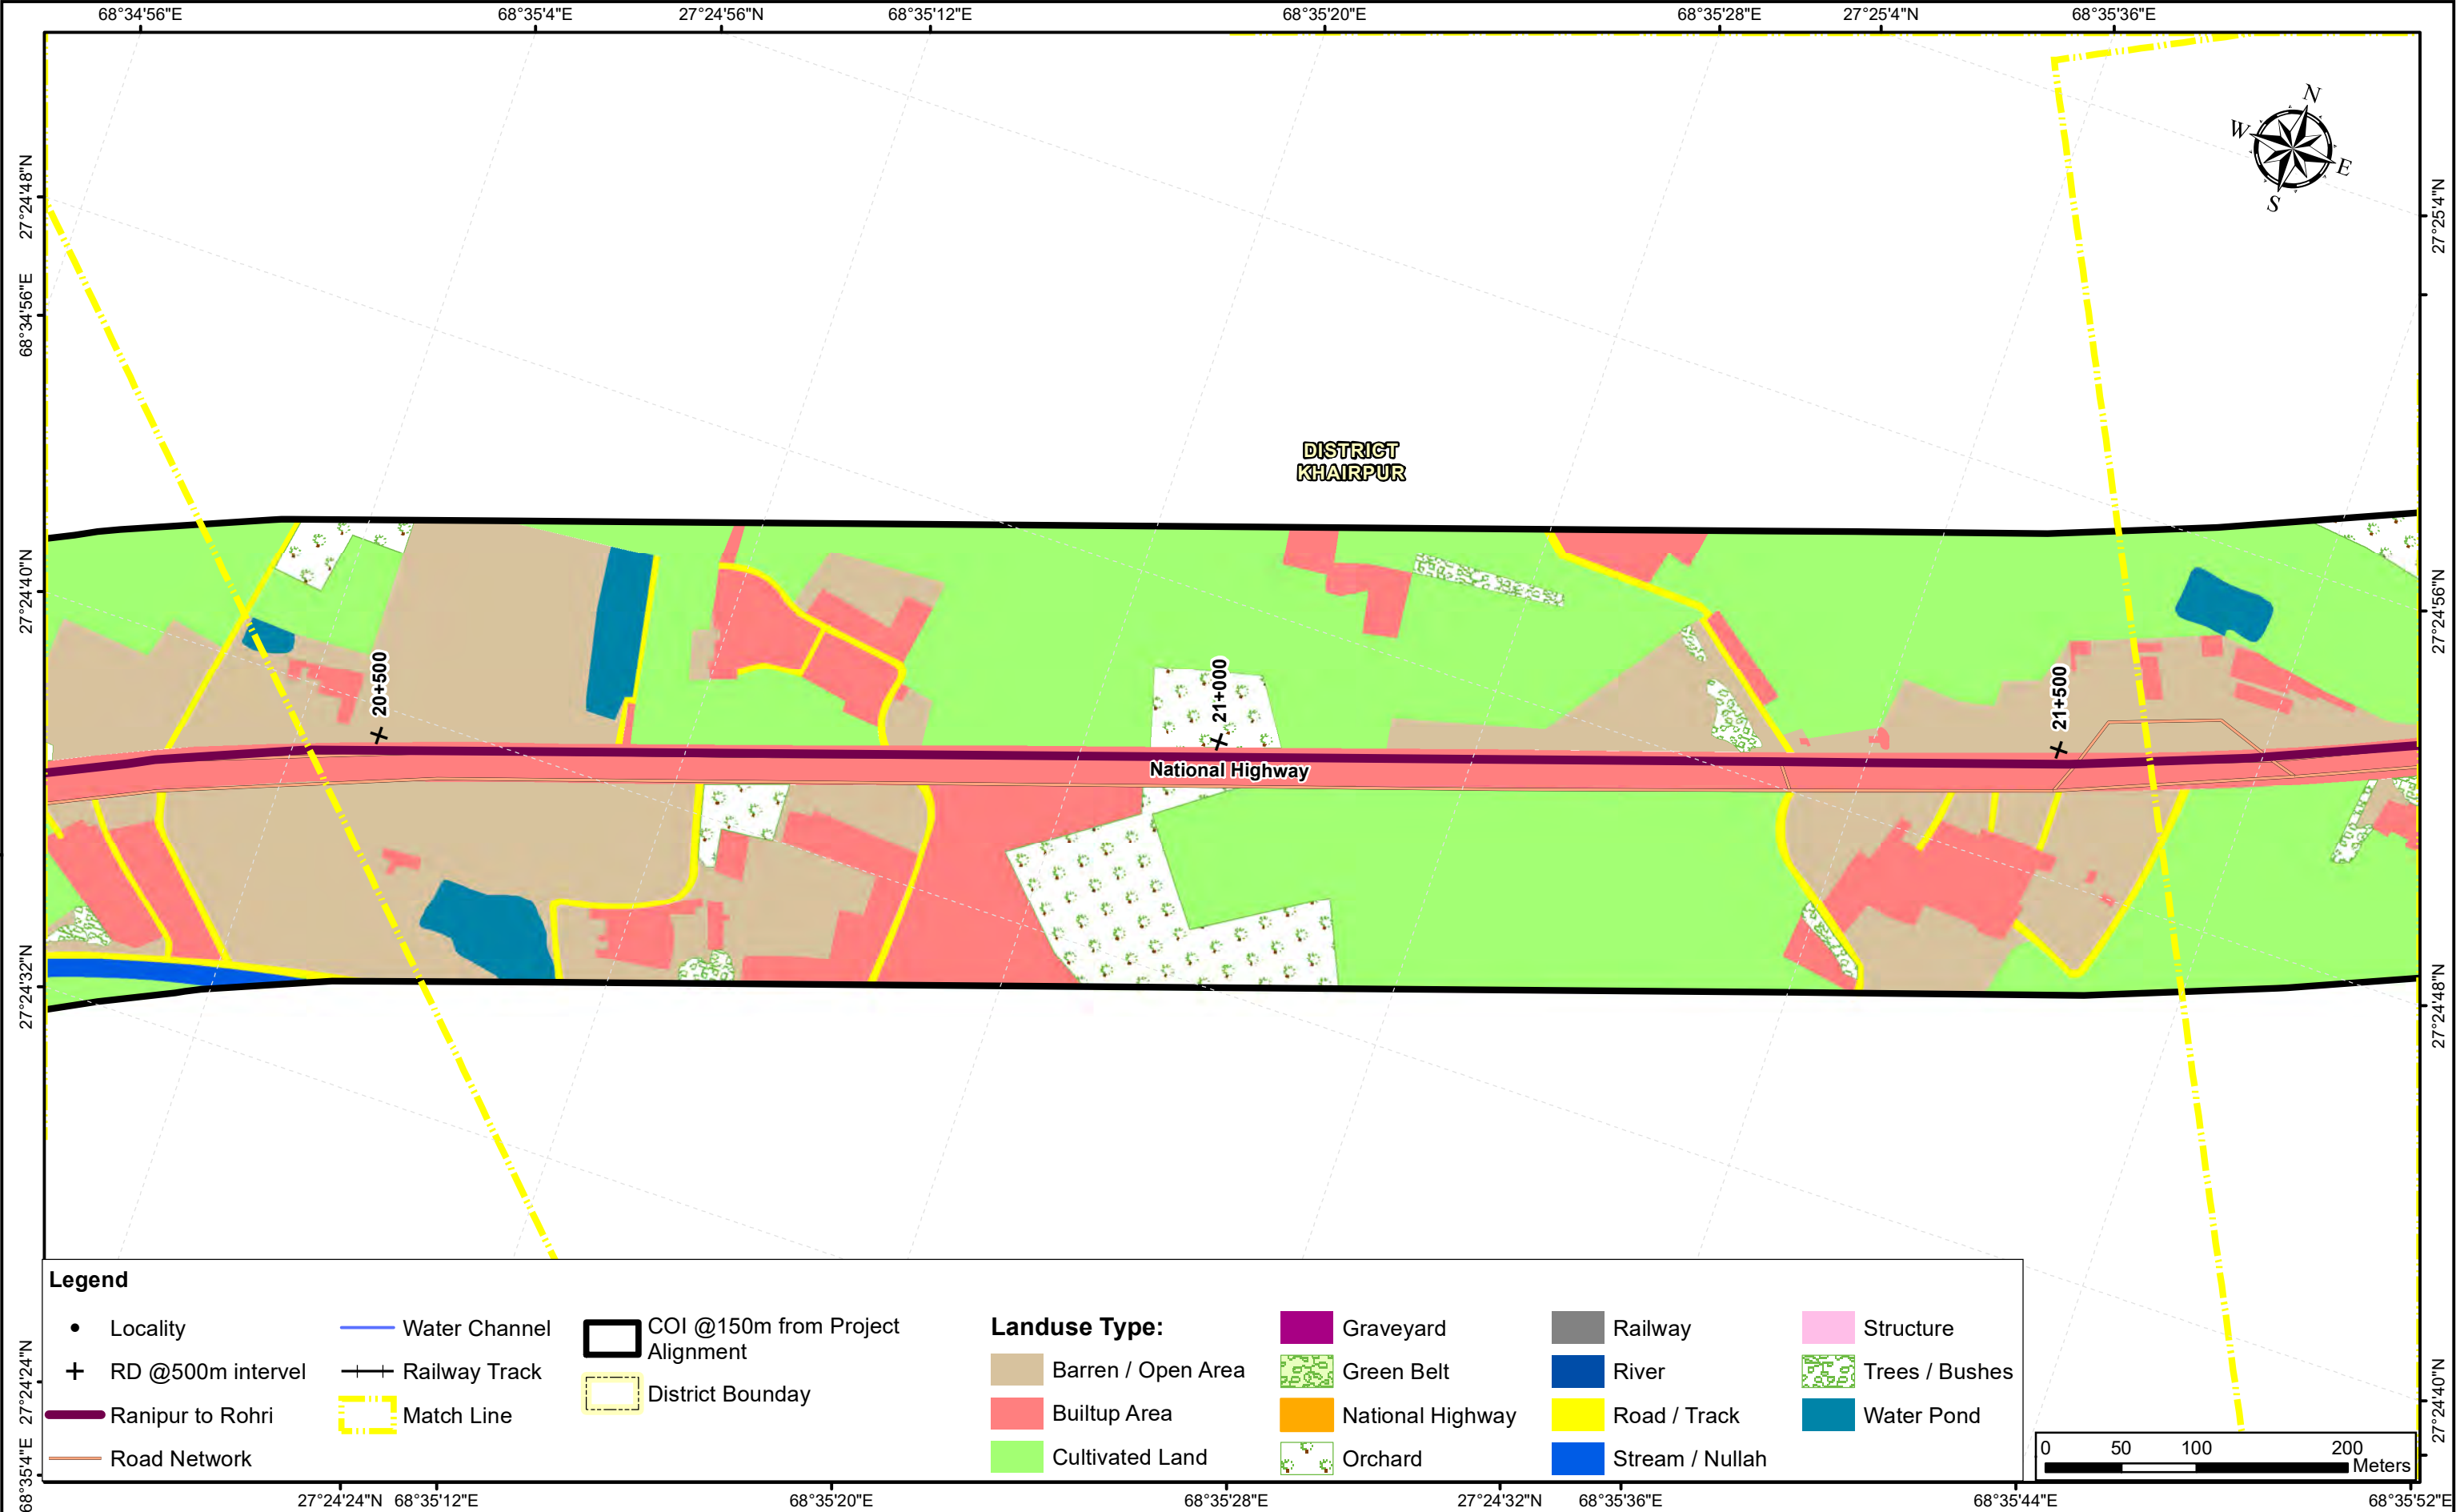 68°34'56"E
68°35'4"E
27°24'56"N
68°35'12"E
68°35'20"E
68°35'28"E
27°25'4"N
68°35'36"E
N
W
E
S
27°24'48"N
68°34'56"E
27°24'40"N
27°24'32"N
27°24'24"N
68°35'4"E
27°25'4"N
27°24'56"N
27°24'48"N
27°24'40"N
DISTRICT
KHAIRPUR
20+500
21+000
21+500
National Highway
Legend
Locality
RD @500m intervel
Ranipur to Rohri
Road Network
Water Channel
Railway Track
Match Line
COI @150m from Project
Alignment
District Bounday
Landuse Type:
Barren / Open Area
Builtup Area
Cultivated Land
Graveyard
Green Belt
National Highway
Orchard
Railway
River
Road / Track
Stream / Nullah
Structure
Trees / Bushes
Water Pond
0 50 100 200
Meters
27°24'24"N
68°35'12"E
68°35'20"E
68°35'28"E
27°24'32"N
68°35'36"E
68°35'44"E
68°35'52"E